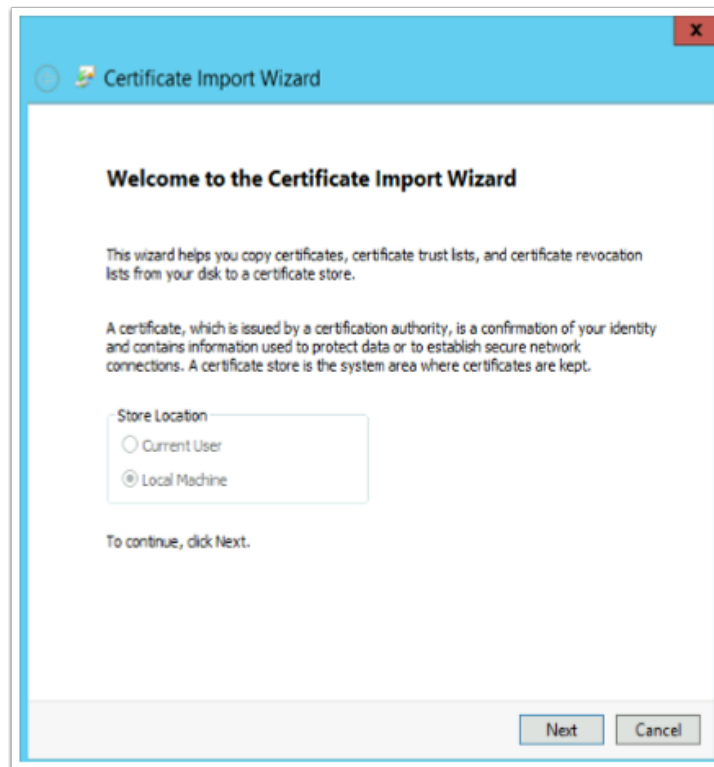 x
Certificate Import Wizard
Welcome to the Certificate Import Wizard
This wizard helps you copy certificates, certificate trust lists, and certificate revocation
lists from your disk to a certificate store.
A certificate, which is issued by a certification authority, is a confirmation of your identity
and contains information used to protect data or to establish secure network
connections. A certificate store is the system area where certificates are kept.
Store Location
Current User
Local Machine
To continue, click Next.
Next Cancel